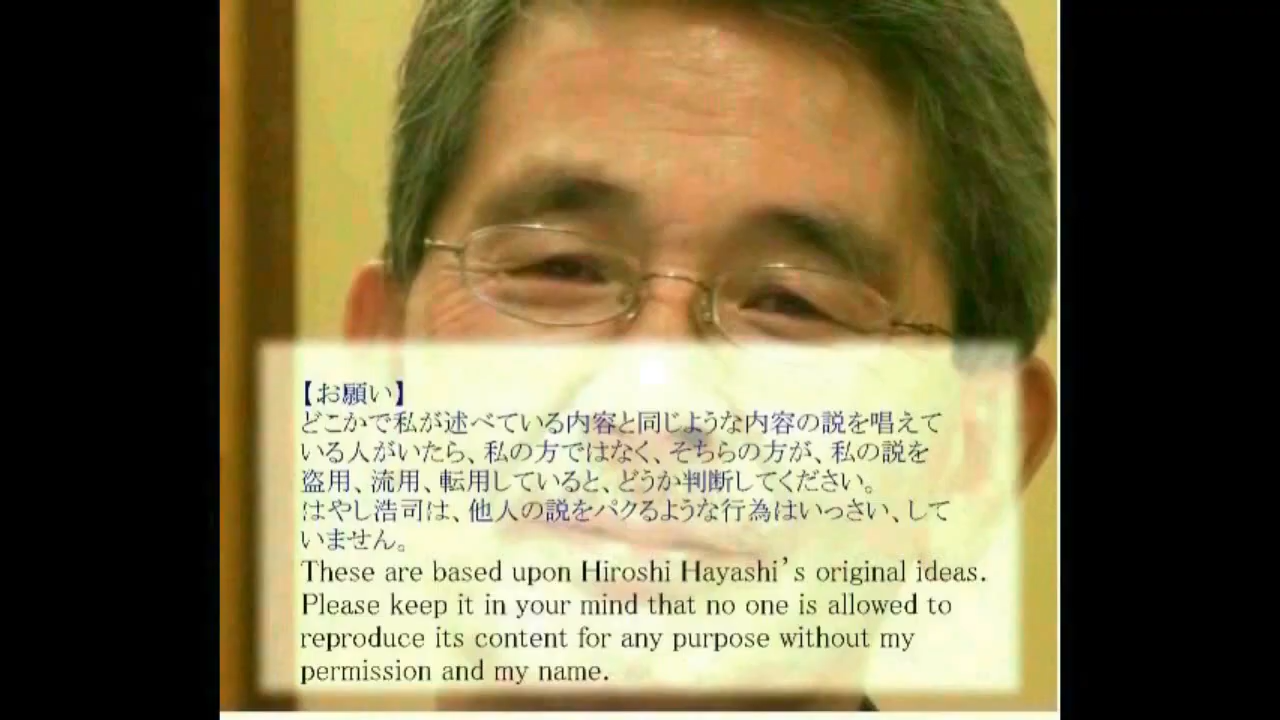 【お願い】
どこかで私が述べている内容と同じような内容の説を唱えて
いる人がいたら、私の方ではなく、そちらの方が、私の説を
盗用、流用、転用していると、どうか判断してください。
はやし浩司は、他人の説をパクるような行為はいっさい、して
いません。
These are based upon Hiroshi Hayashi’s original ideas.
Please keep it in your mind that no one is allowed to
reproduce its content for any purpose without my
permission and my name.